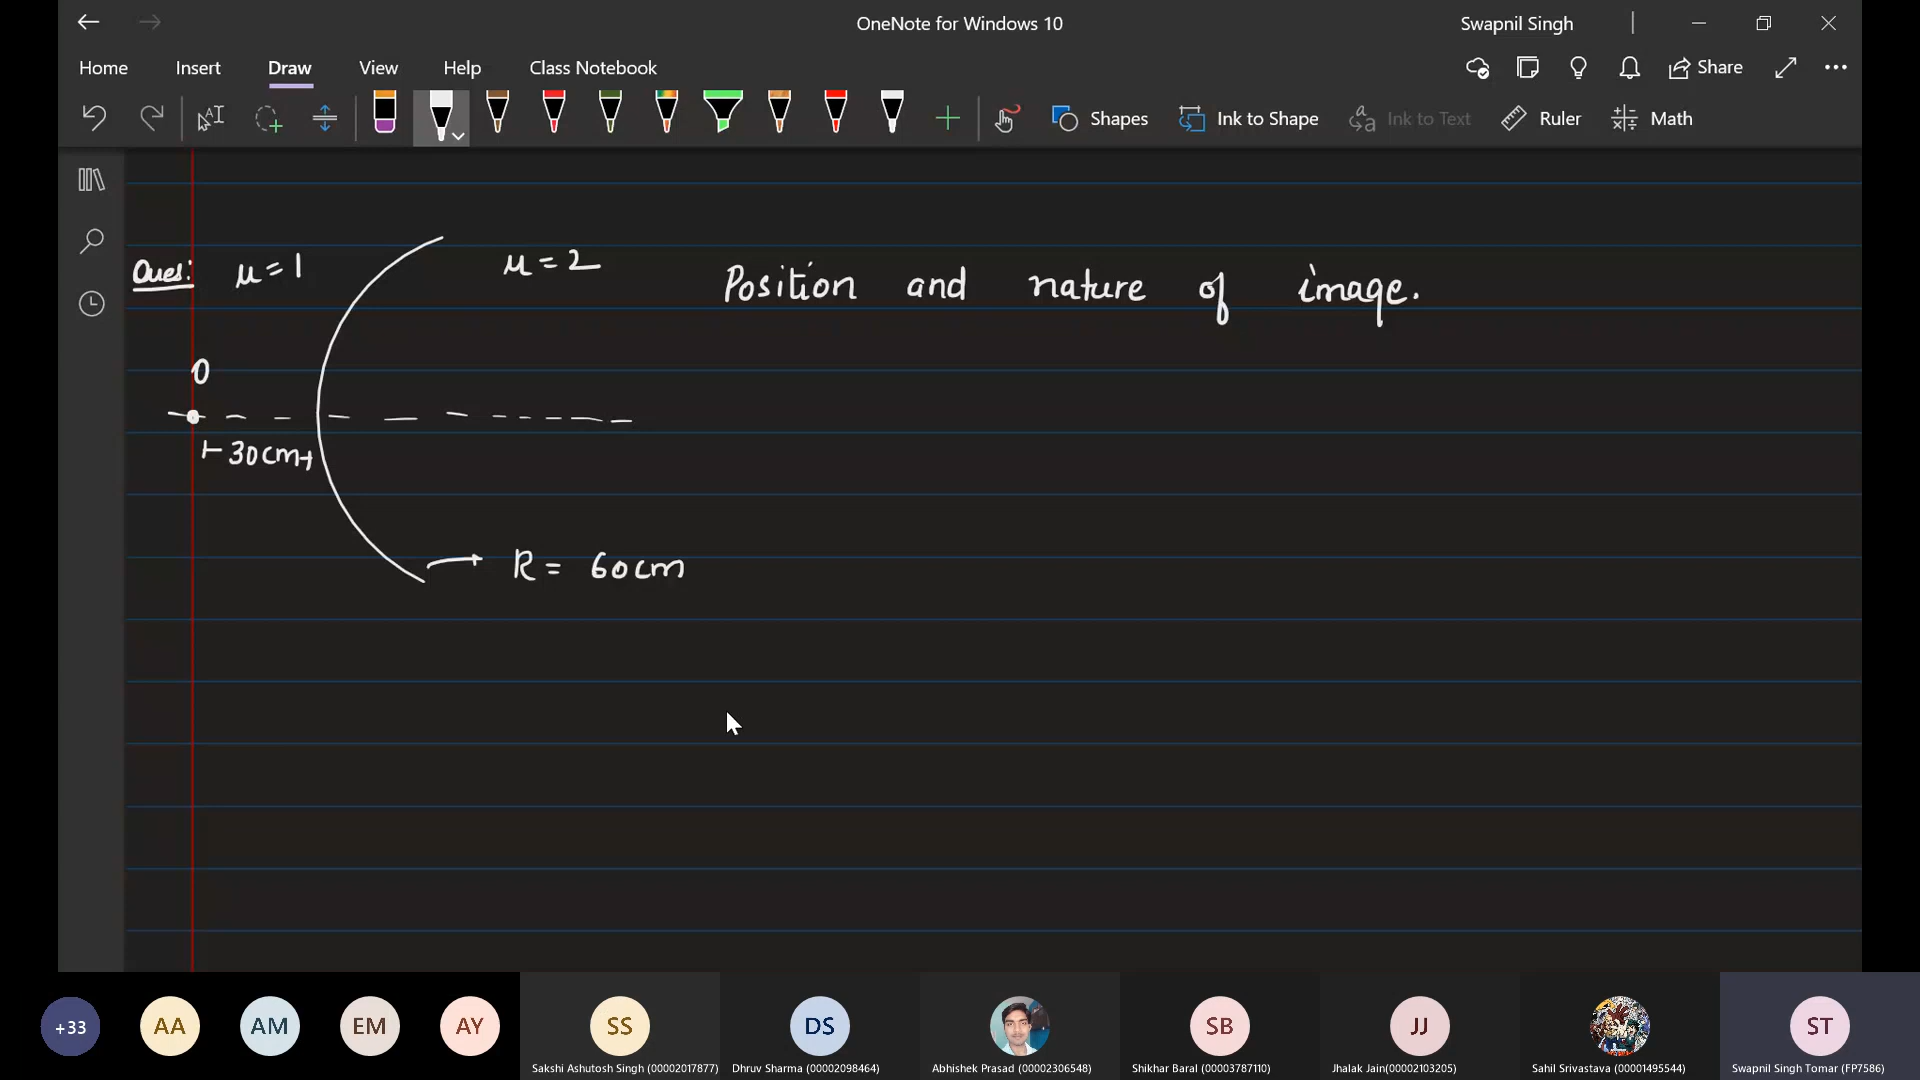 OneNote for Windows 10
Swapnil Singh
Home Insert Draw View Help Class Notebook
Share
Shapes
Ink to Shape
Ink to Text
Ruler
Math
Ques: μ=1
μ=2
Position and nature of image.
O
30cm
R = 60cm
+33
AA
AM
EM
AY
SS
DS
SB
JJ
ST
Sakshi Ashutosh Singh (00002017877)
Dhruv Sharma (00002098464)
Abhishek Prasad (00002306548)
Shikhar Baral (00003787110)
Jhalak Jain(00002103205)
Sahil Srivastava (00001495544)
Swapnil Singh Tomar (FP7586)